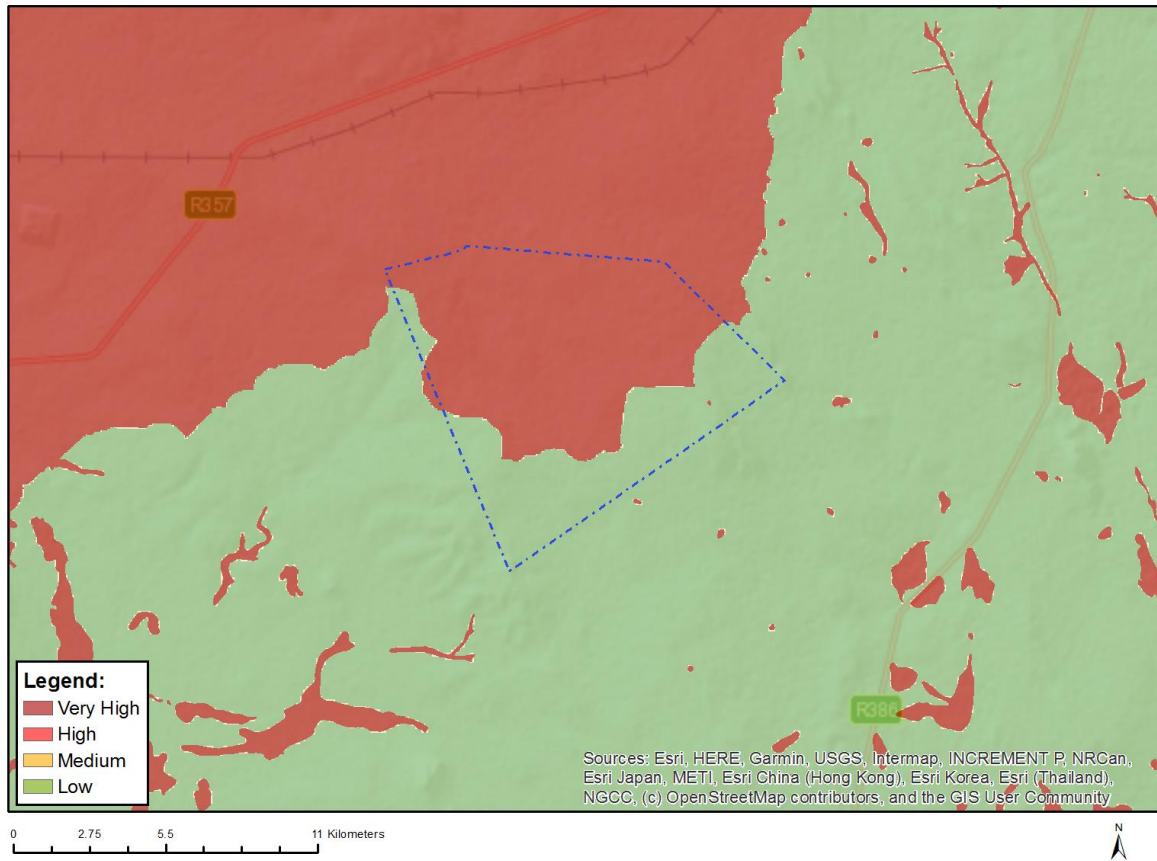 R357
R386
Legend:
Very High
High
Medium
Low
Sources: Esri, HERE, Garmin, USGS, Intermap, INCREMENT P, NRCan,
Esri Japan, METI, Esri China (Hong Kong), Esri Korea, Esri (Thailand),
NGCC, (c) OpenStreetMap contributors, and the GIS User Community
0 2.75 5.5 11 Kilometers
N